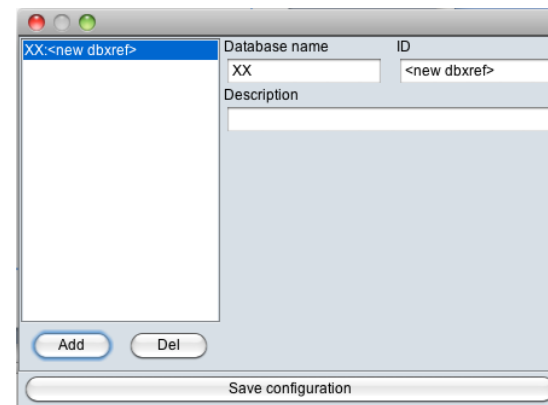 XX:<new dbxref>
Database name ID
XX <new dbxref>
Description
Add Del
Save configuration